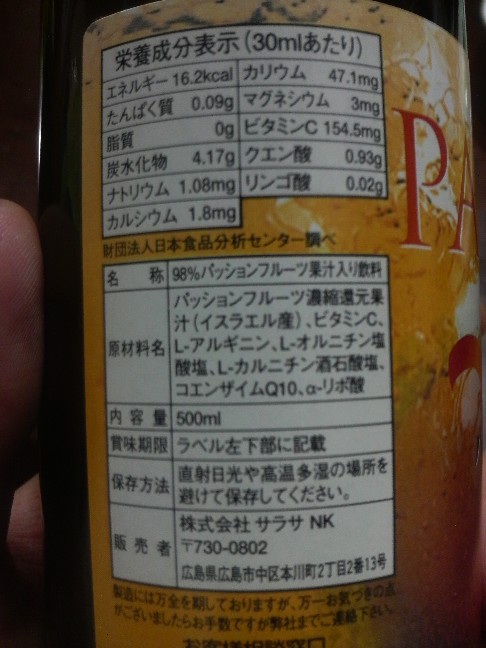 栄養成分表示(30mlあたり)
エネルギー 16.2kcal カリウム 47.1mg
たんぱく質 0.09g マグネシウム 3mg
脂質 0g ビタミンC 154.5mg
炭水化物 4.17g クエン酸 0.93g
ナトリウム 1.08mg リンゴ酸 0.02g
カルシウム 1.8mg
財団法人日本食品分析センター調べ
名称 98%パッションフルーツ果汁入り飲料
原材料名 パッションフルーツ濃縮還元果
汁(イスラエル産)、ビタミンC、
L-アルギニン、L-オルニチン塩
酸塩、L-カルニチン酒石酸塩、
コエンザイムQ10、α-リポ酸
内容量 500ml
賞味期限 ラベル左下部に記載
保存方法 直射日光や高温多湿の場所を
避けて保存してください。
販売者 株式会社 サラサ NK
〒730-0802
広島県広島市中区本川町2丁目2番13号
製造には万全を期しておりますが、万一お気づきの点
がございましたらお手数ですが弊社までご連絡下さい。
お客様相談窓口
PA